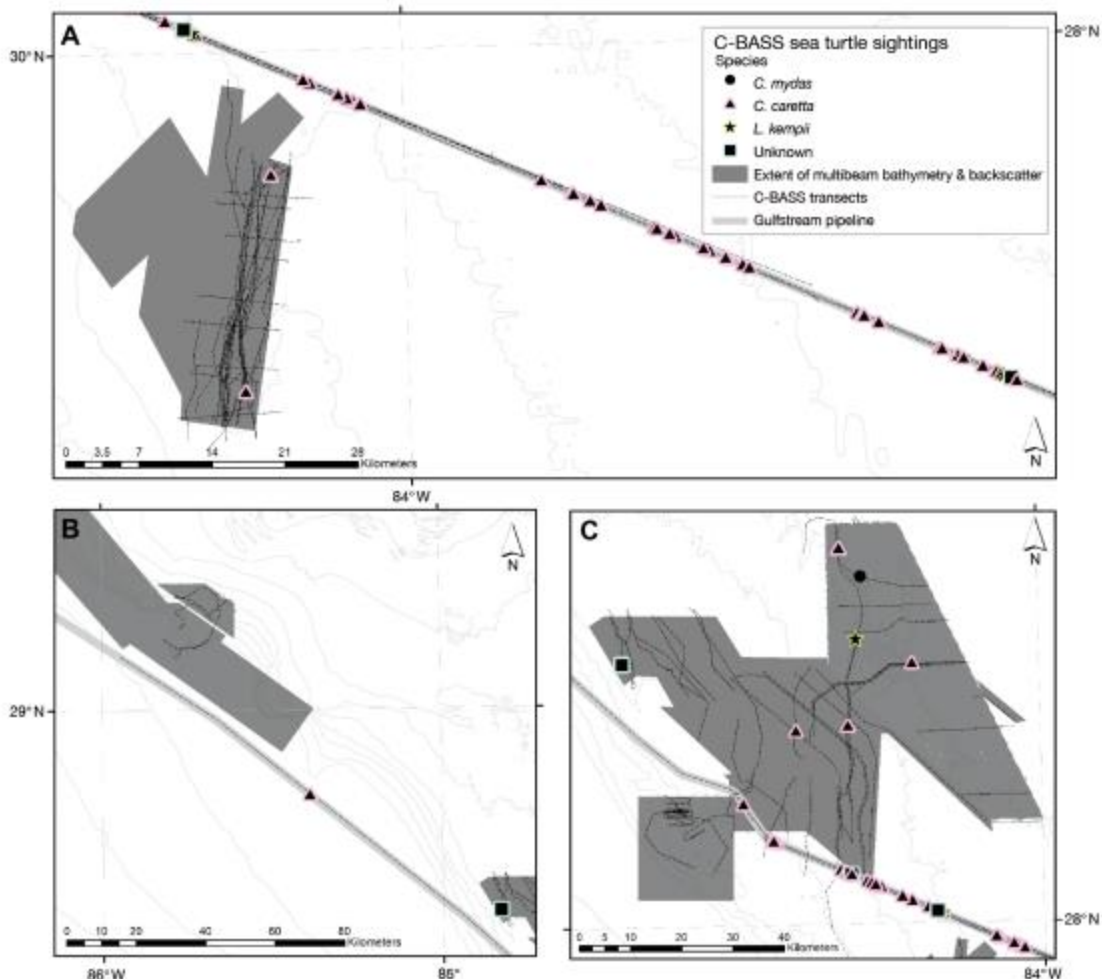 A
30°N
28°N
C-BASS sea turtle sightings
Species
C. mydas
C. caretta
L. kempii
Unknown
Extent of multibeam bathymetry & backscatter
C-BASS transects
Gulfstream pipeline
0 3.5 7 14 21 28
Kilometers
N
84°W
B
N
29°N
0 10 20 40 60 80
Kilometers
86°W 85°
C
N
28°N
0 5 10 20 30 40
Kilometers
84°W